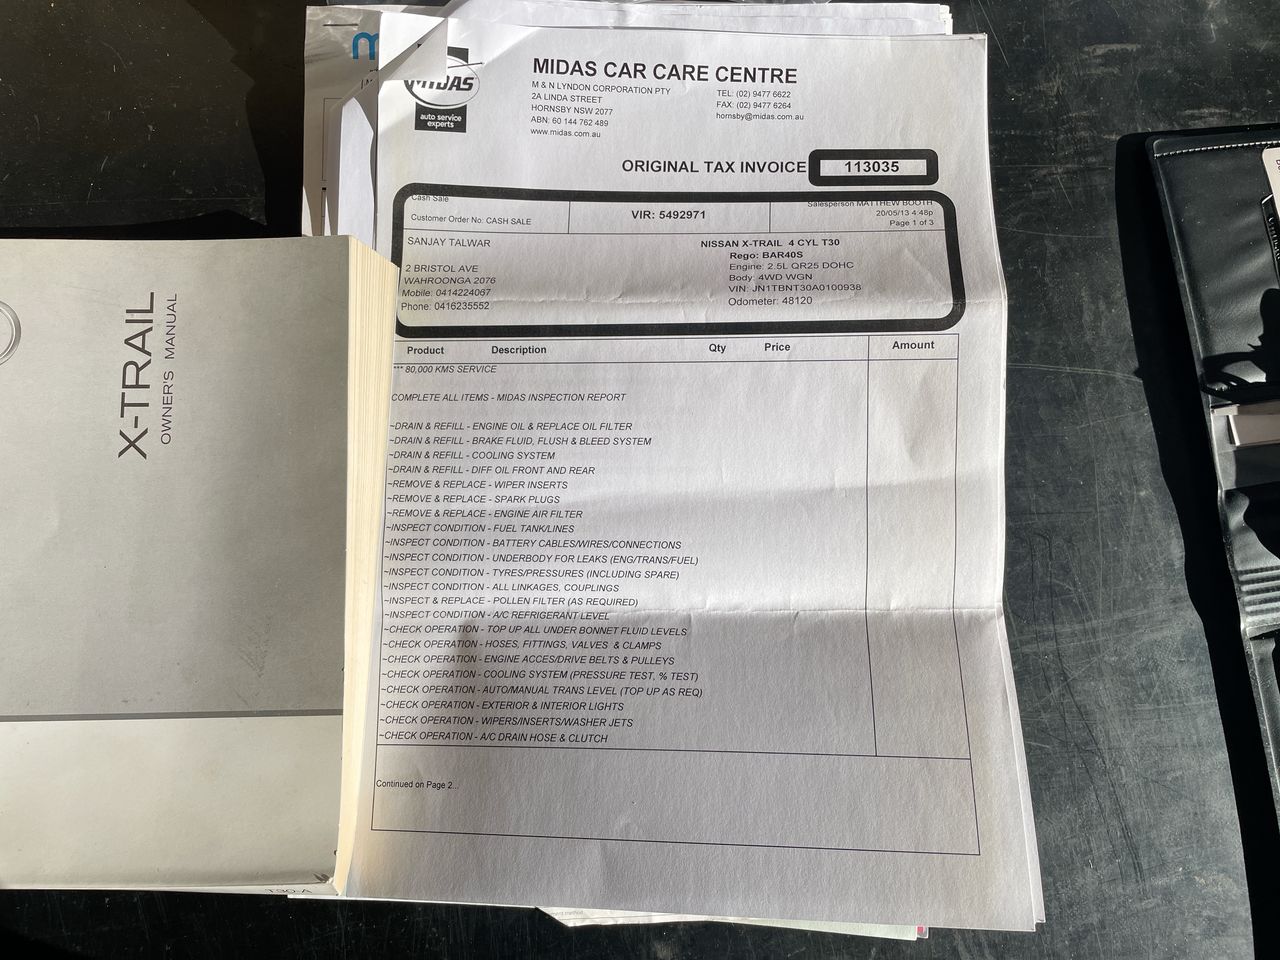 MIDAS
auto service
experts
MIDAS CAR CARE CENTRE
M & N LYNDON CORPORATION PTY
2A LINDA STREET
HORNSBY NSW 2077
ABN: 60 144 762 489
www.midas.com.au
TEL: (02) 9477 6622
FAX: (02) 9477 6264
hornsby@midas.com.au
ORIGINAL TAX INVOICE 113035
Cash Sale
Customer Order No: CASH SALE
VIR: 5492971
Salesperson MATTHEW BOOTH
20/05/13 4:48p
Page 1 of 3
SANJAY TALWAR
2 BRISTOL AVE
WAHROONGA 2076
Mobile: 0414224067
Phone: 0416235552
NISSAN X-TRAIL 4 CYL T30
Rego: BAR40S
Engine: 2.5L QR25 DOHC
Body: 4WD WGN
VIN: JN1TBNT30A0100938
Odometer: 48120
Product Description Qty Price Amount
*** 80,000 KMS SERVICE
COMPLETE ALL ITEMS - MIDAS INSPECTION REPORT
~DRAIN & REFILL - ENGINE OIL & REPLACE OIL FILTER
~DRAIN & REFILL - BRAKE FLUID, FLUSH & BLEED SYSTEM
~DRAIN & REFILL - COOLING SYSTEM
~DRAIN & REFILL - DIFF OIL FRONT AND REAR
~REMOVE & REPLACE - WIPER INSERTS
~REMOVE & REPLACE - SPARK PLUGS
~REMOVE & REPLACE - ENGINE AIR FILTER
~INSPECT CONDITION - FUEL TANK/LINES
~INSPECT CONDITION - BATTERY CABLES/WIRES/CONNECTIONS
~INSPECT CONDITION - UNDERBODY FOR LEAKS (ENG/TRANS/FUEL)
~INSPECT CONDITION - TYRES/PRESSURES (INCLUDING SPARE)
~INSPECT CONDITION - ALL LINKAGES, COUPLINGS
~INSPECT & REPLACE - POLLEN FILTER (AS REQUIRED)
~INSPECT CONDITION - A/C REFRIGERANT LEVEL
~CHECK OPERATION - TOP UP ALL UNDER BONNET FLUID LEVELS
~CHECK OPERATION - HOSES, FITTINGS, VALVES & CLAMPS
~CHECK OPERATION - ENGINE ACCES/DRIVE BELTS & PULLEYS
~CHECK OPERATION - COOLING SYSTEM (PRESSURE TEST, % TEST)
~CHECK OPERATION - AUTO/MANUAL TRANS LEVEL (TOP UP AS REQ)
~CHECK OPERATION - EXTERIOR & INTERIOR LIGHTS
~CHECK OPERATION - WIPERS/INSERTS/WASHER JETS
~CHECK OPERATION - A/C DRAIN HOSE & CLUTCH
Continued on Page 2...
X-TRAIL
OWNER'S MANUAL
T30-A